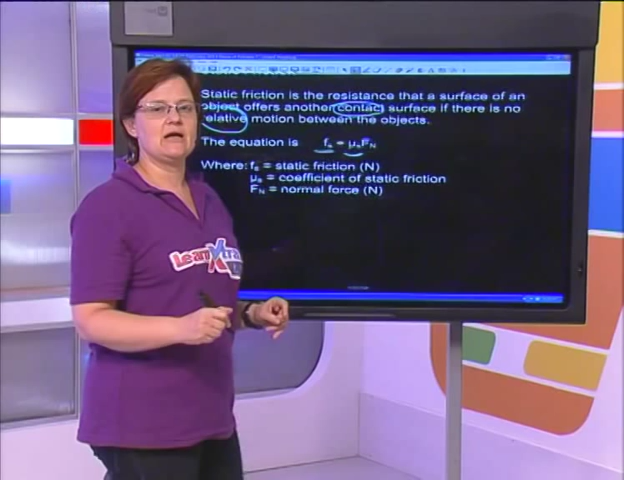 Static friction is the resistance that a surface of an
object offers another contact surface if there is no
relative motion between the objects.
The equation is fs = μsFN
Where: fs = static friction (N)
μs = coefficient of static friction
FN = normal force (N)
LearnXtra